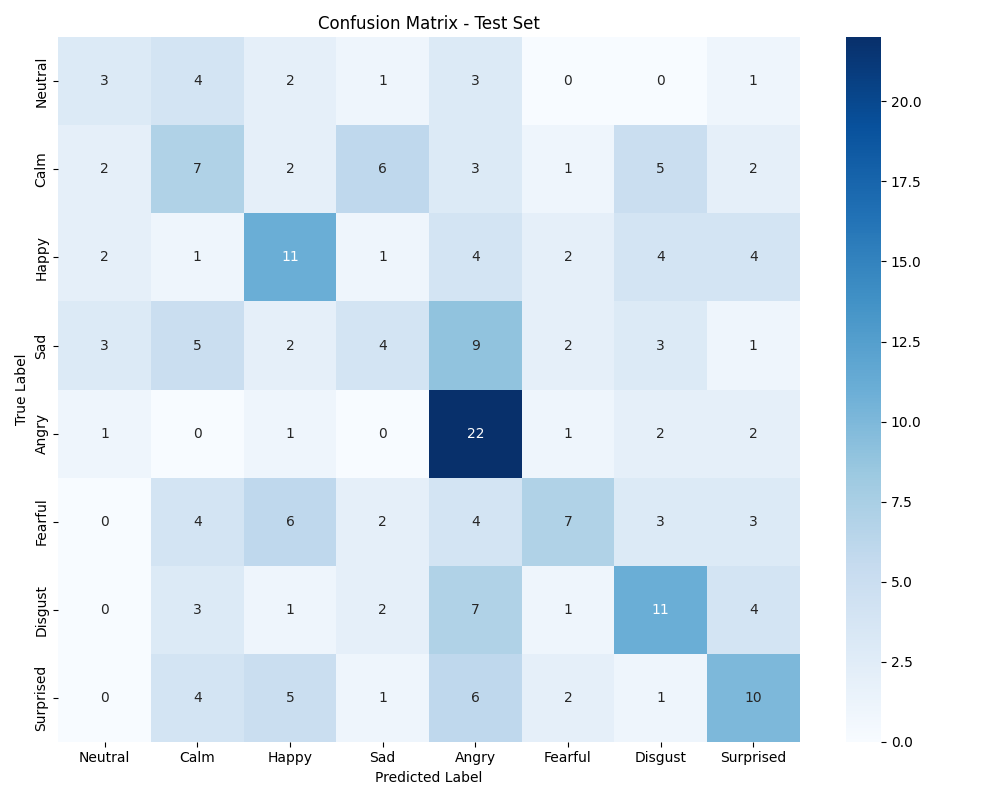 Confusion Matrix - Test Set
True Label
Neutral 3 4 2 1 3 0 0 1
Calm 2 7 2 6 3 1 5 2
Happy 2 1 11 1 4 2 4 4
Sad 3 5 2 4 9 2 3 1
Angry 1 0 1 0 22 1 2 2
Fearful 0 4 6 2 4 7 3 3
Disgust 0 3 1 2 7 1 11 4
Surprised 0 4 5 1 6 2 1 10
Neutral Calm Happy Sad Angry Fearful Disgust Surprised
Predicted Label
20.0
17.5
15.0
12.5
10.0
7.5
5.0
2.5
0.0